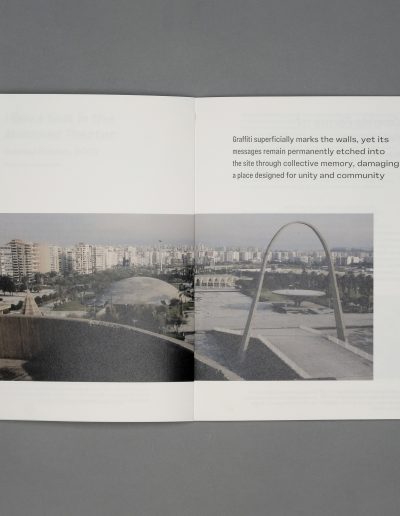 Graffiti superficially marks the walls, yet its
messages remain permanently etched into
the site through collective memory, damaging
a place designed for unity and community